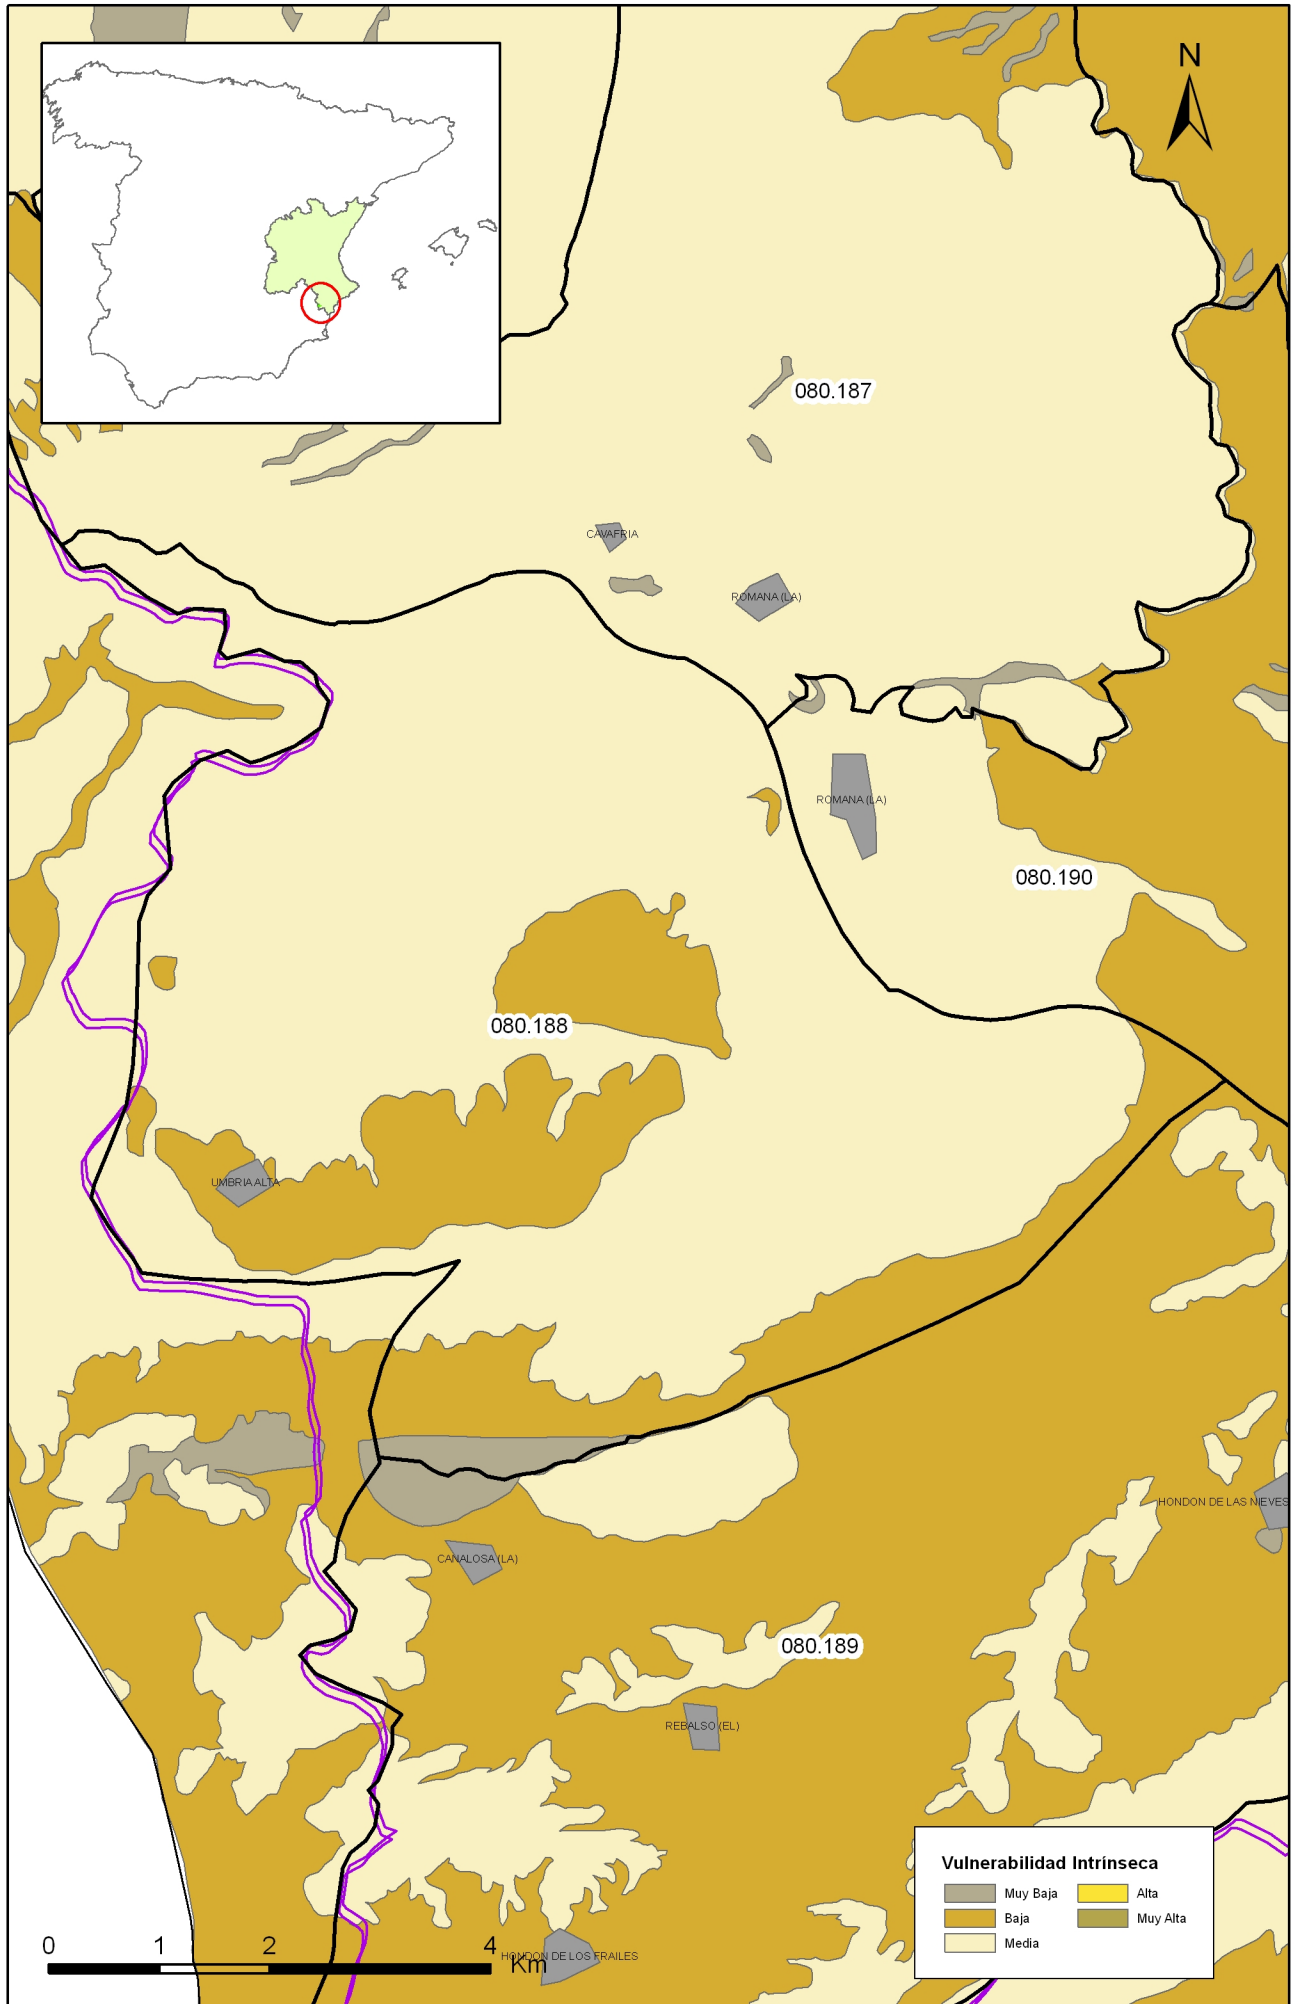 N
080.187
CAVAFRIA
ROMANA (LA)
ROMANA (LA)
080.190
080.188
UMBRIA ALTA
HONDON DE LAS NIEVES
CANALOSA (LA)
080.189
REBALSO (EL)
Vulnerabilidad Intrínseca
Muy Baja
Alta
Baja
Muy Alta
Media
0 1 2 4
Km
HONDON DE LOS FRAILES